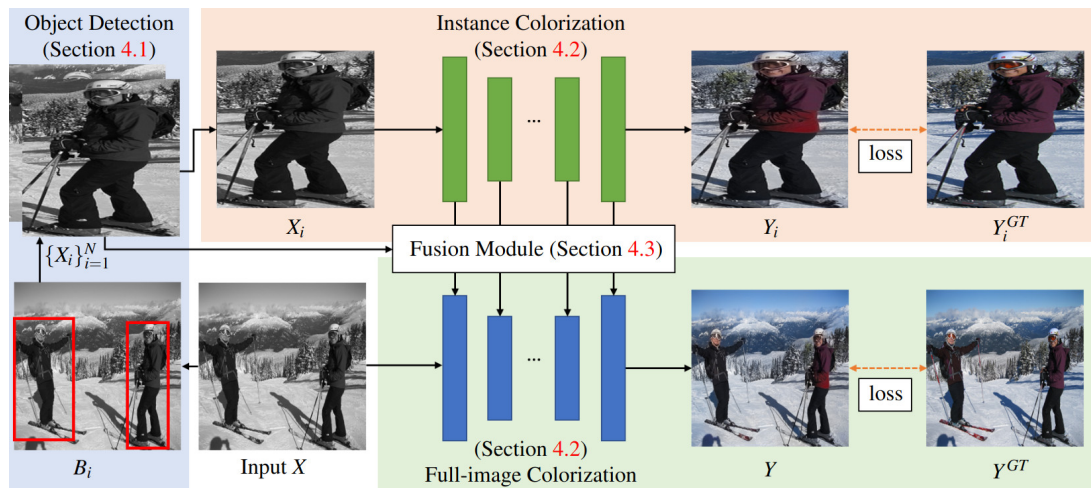 Object Detection
(Section 4.1)
Instance Colorization
(Section 4.2)
...
loss
X_i
Y_i
Y_i^{GT}
Fusion Module (Section 4.3)
{X_i}_{i=1}^N
...
loss
(Section 4.2)
Full-image Colorization
B_i
Input X
Y
Y^{GT}